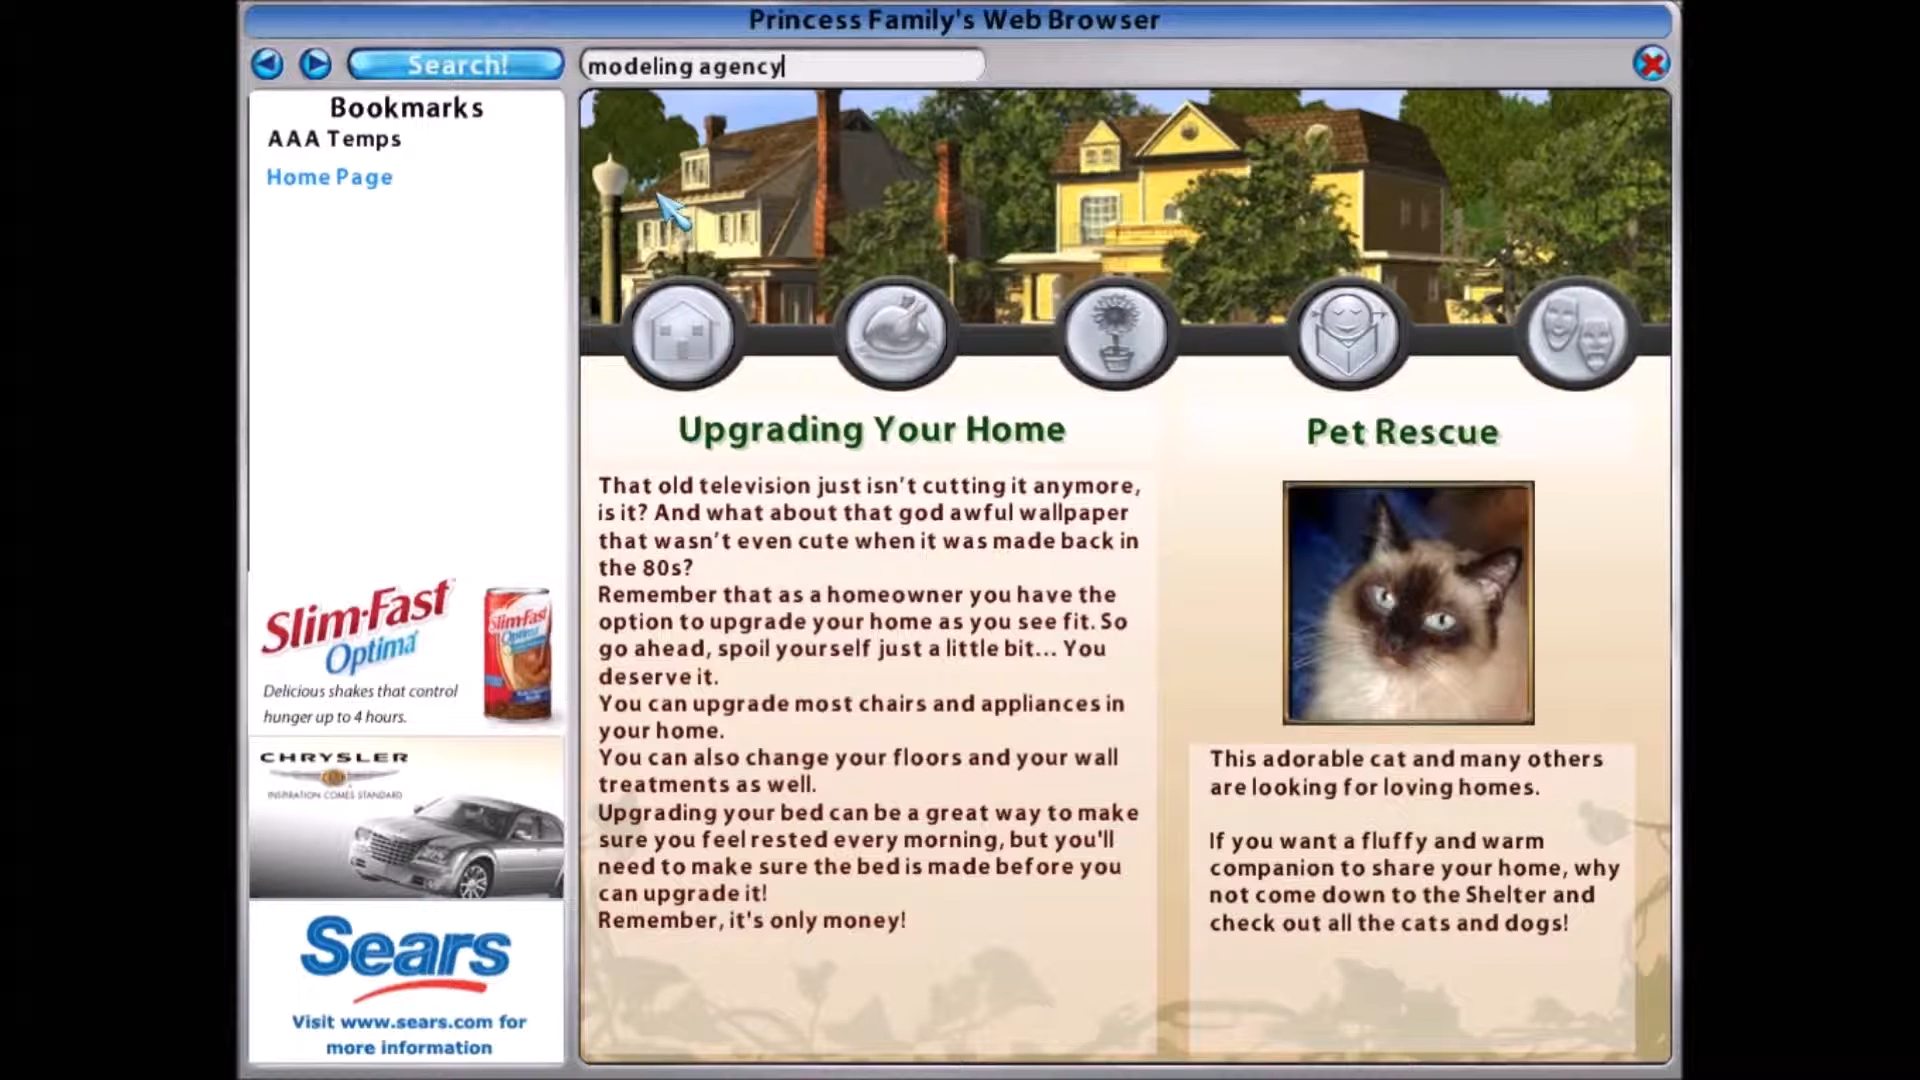 Princess Family's Web Browser
Search!
modeling agency
Bookmarks
AAA Temps
Home Page
Slim·Fast
Optima
Delicious shakes that control
hunger up to 4 hours.
Slim·Fast
Optima
CHRYSLER
INSPIRATION COMES STANDARD
Sears
Visit www.sears.com for
more information
Upgrading Your Home
That old television just isn't cutting it anymore,
is it? And what about that god awful wallpaper
that wasn't even cute when it was made back in
the 80s?
Remember that as a homeowner you have the
option to upgrade your home as you see fit. So
go ahead, spoil yourself just a little bit... You
deserve it.
You can upgrade most chairs and appliances in
your home.
You can also change your floors and your wall
treatments as well.
Upgrading your bed can be a great way to make
sure you feel rested every morning, but you'll
need to make sure the bed is made before you
can upgrade it!
Remember, it's only money!
Pet Rescue
This adorable cat and many others
are looking for loving homes.
If you want a fluffy and warm
companion to share your home, why
not come down to the Shelter and
check out all the cats and dogs!